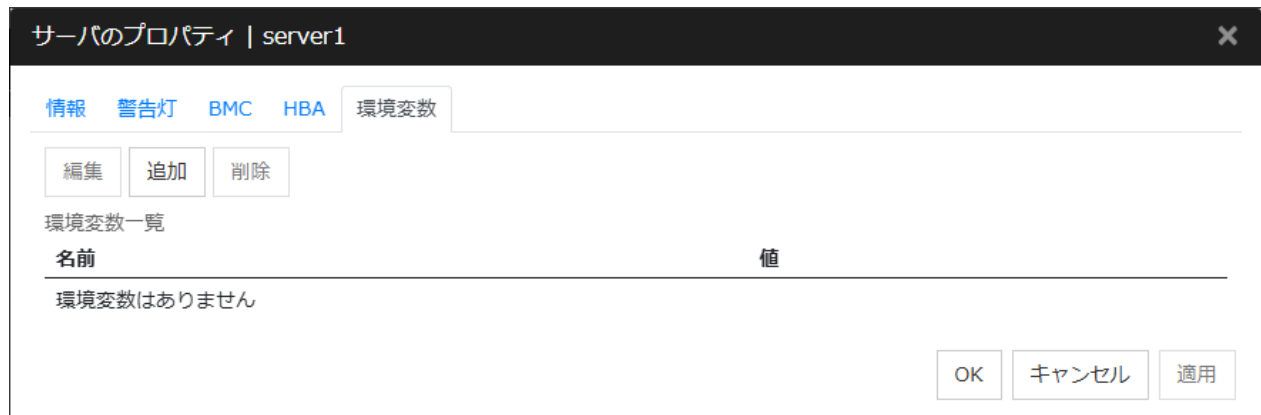 サーバのプロパティ | server1
情報 警告灯 BMC HBA 環境変数
編集 追加 削除
環境変数一覧
名前 値
環境変数はありません
OK キャンセル 適用